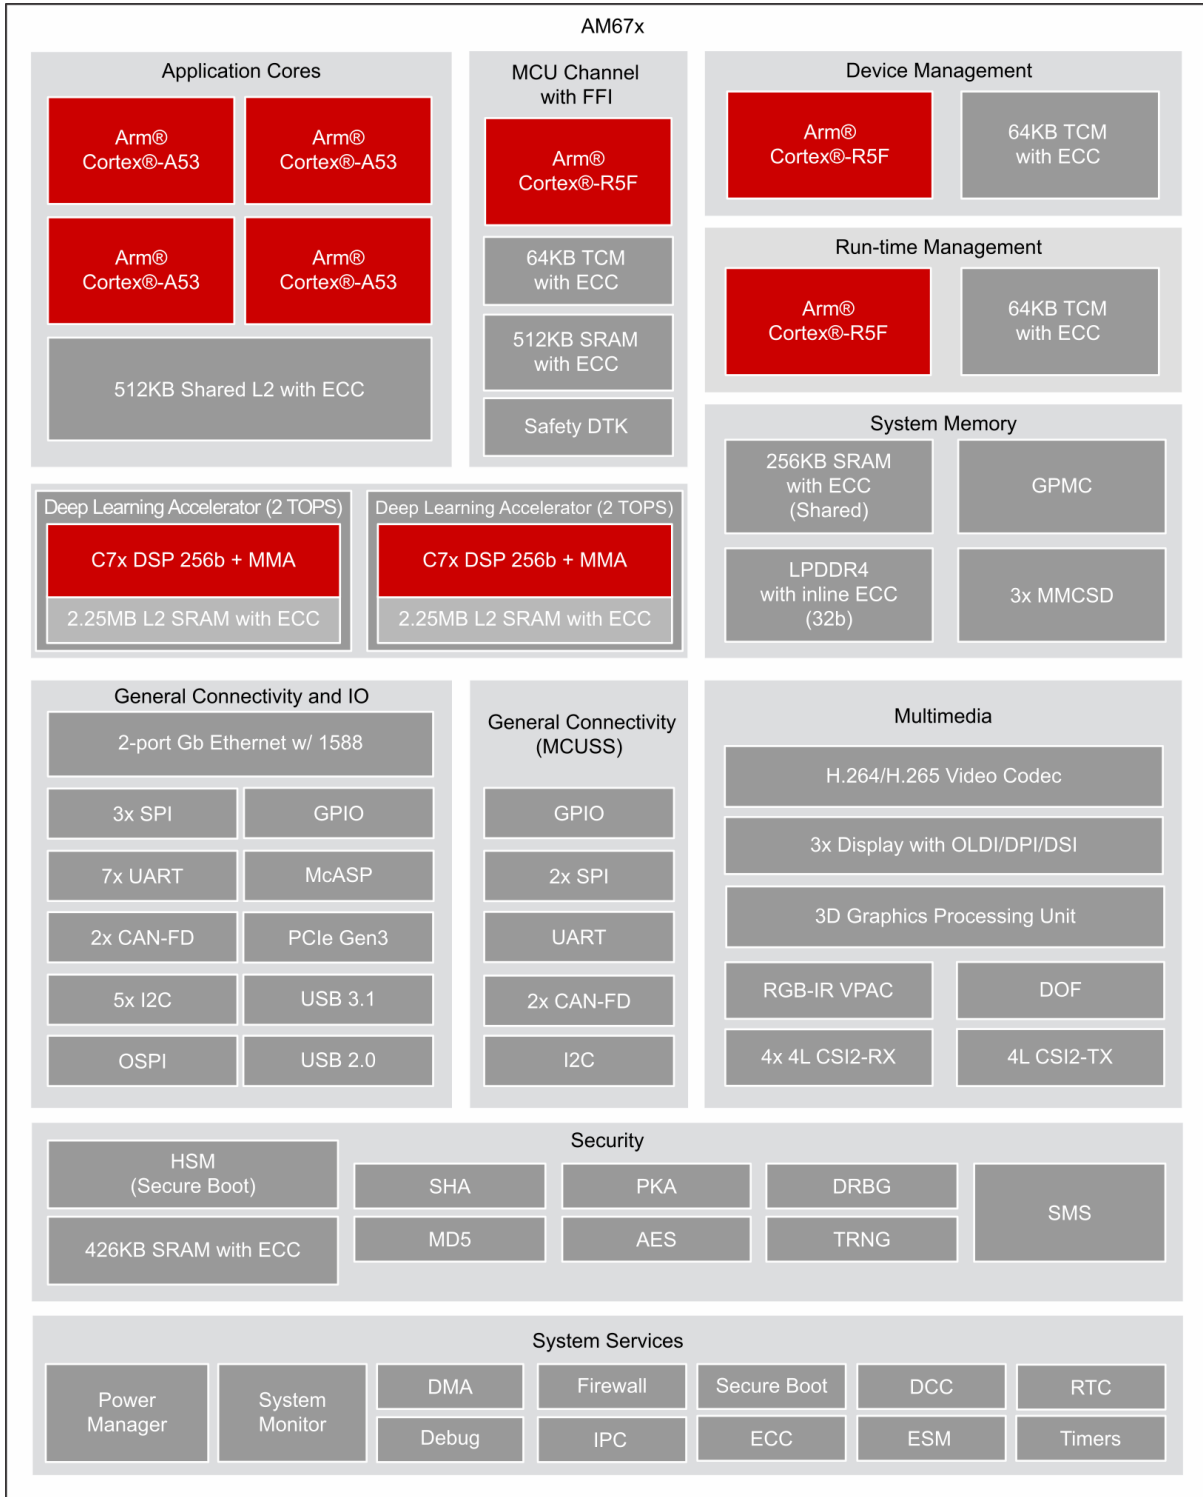 AM67x
Application Cores
Arm®
Cortex®-A53
Arm®
Cortex®-A53
Arm®
Cortex®-A53
Arm®
Cortex®-A53
512KB Shared L2 with ECC
MCU Channel
with FFI
Arm®
Cortex®-R5F
64KB TCM
with ECC
512KB SRAM
with ECC
Safety DTK
Device Management
Arm®
Cortex®-R5F
64KB TCM
with ECC
Run-time Management
Arm®
Cortex®-R5F
64KB TCM
with ECC
System Memory
256KB SRAM
with ECC
(Shared)
GPMC
LPDDR4
with inline ECC
(32b)
3x MMCSD
Deep Learning Accelerator (2 TOPS)
C7x DSP 256b + MMA
2.25MB L2 SRAM with ECC
Deep Learning Accelerator (2 TOPS)
C7x DSP 256b + MMA
2.25MB L2 SRAM with ECC
General Connectivity and IO
2-port Gb Ethernet w/ 1588
3x SPI
GPIO
7x UART
McASP
2x CAN-FD
PCIe Gen3
5x I2C
USB 3.1
OSPI
USB 2.0
General Connectivity
(MCUSS)
GPIO
2x SPI
UART
2x CAN-FD
I2C
Multimedia
H.264/H.265 Video Codec
3x Display with OLDI/DPI/DSI
3D Graphics Processing Unit
RGB-IR VPAC
DOF
4x 4L CSI2-RX
4L CSI2-TX
Security
HSM
(Secure Boot)
426KB SRAM with ECC
SHA
PKA
DRBG
MD5
AES
TRNG
SMS
System Services
Power
Manager
System
Monitor
DMA
Firewall
Secure Boot
DCC
RTC
Debug
IPC
ECC
ESM
Timers